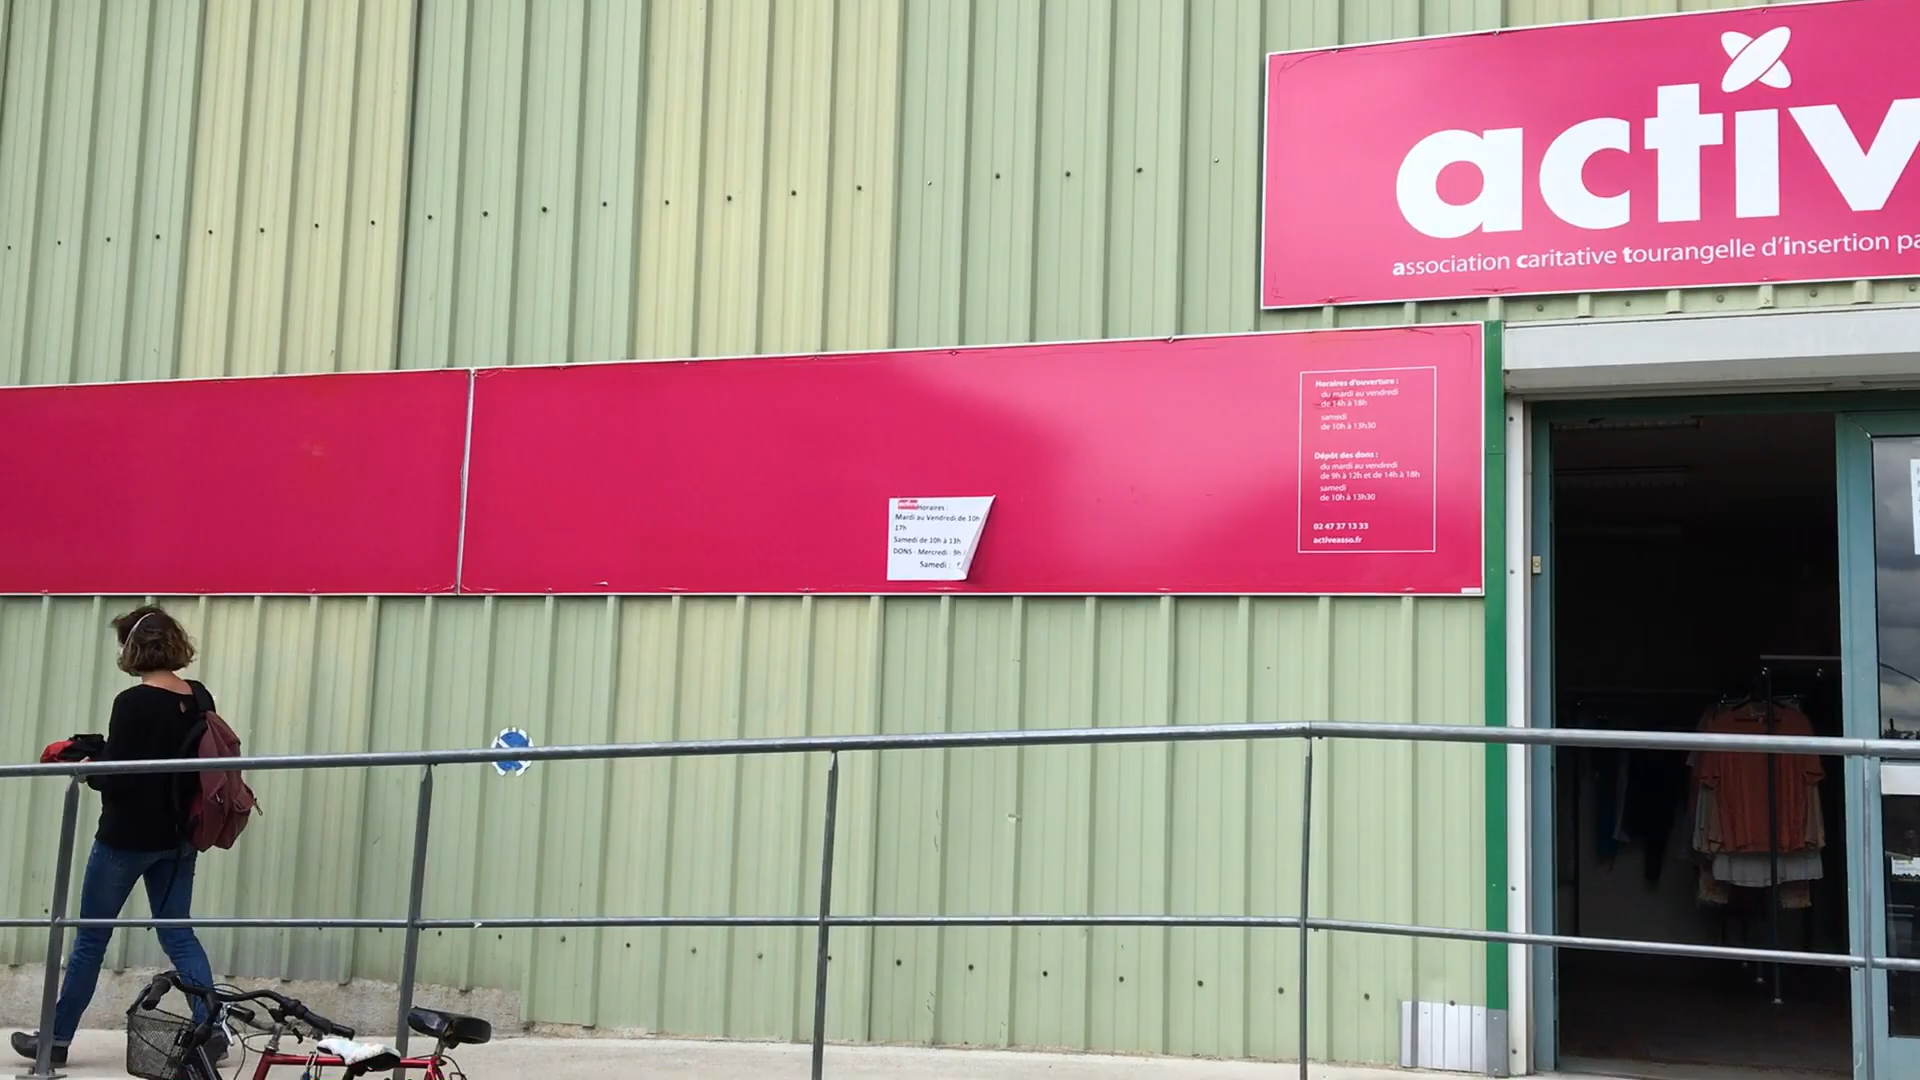 activ
association caritative tourangelle d'insertion pa
Horaires d'ouverture :
du mardi au vendredi
de 14h à 18h
samedi
de 10h à 13h30
Dépôt des dons :
du mardi au vendredi
de 9h à 12h et de 14h à 18h
samedi
de 10h à 13h30
02 47 37 13 33
activeasso.fr
Horaires :
Mardi au Vendredi de 10h
17h
Samedi de 10h à 13h
DONS : Mercredi : 9h
Samedi :